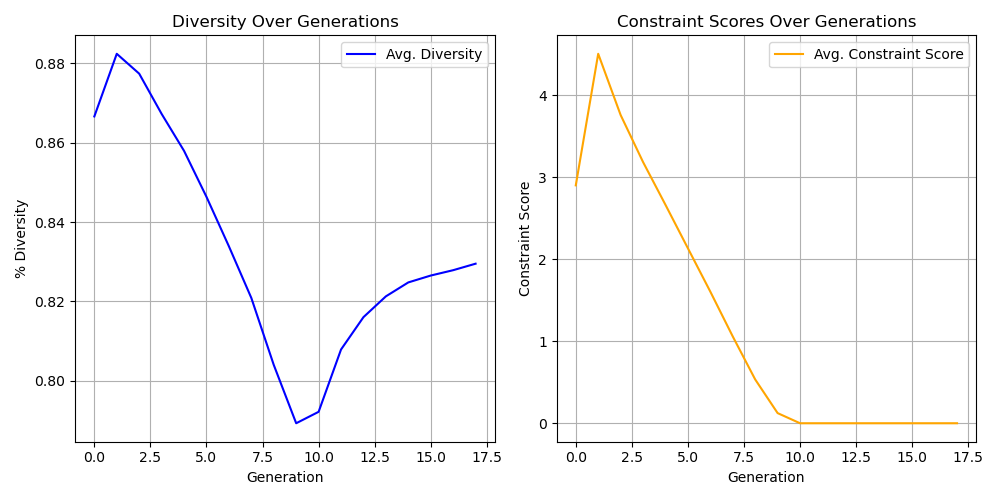 Diversity Over Generations
Avg. Diversity
0.88
0.86
0.84
0.82
0.80
% Diversity
0.0 2.5 5.0 7.5 10.0 12.5 15.0 17.5
Generation
Constraint Scores Over Generations
Avg. Constraint Score
4
3
2
1
0
Constraint Score
0.0 2.5 5.0 7.5 10.0 12.5 15.0 17.5
Generation